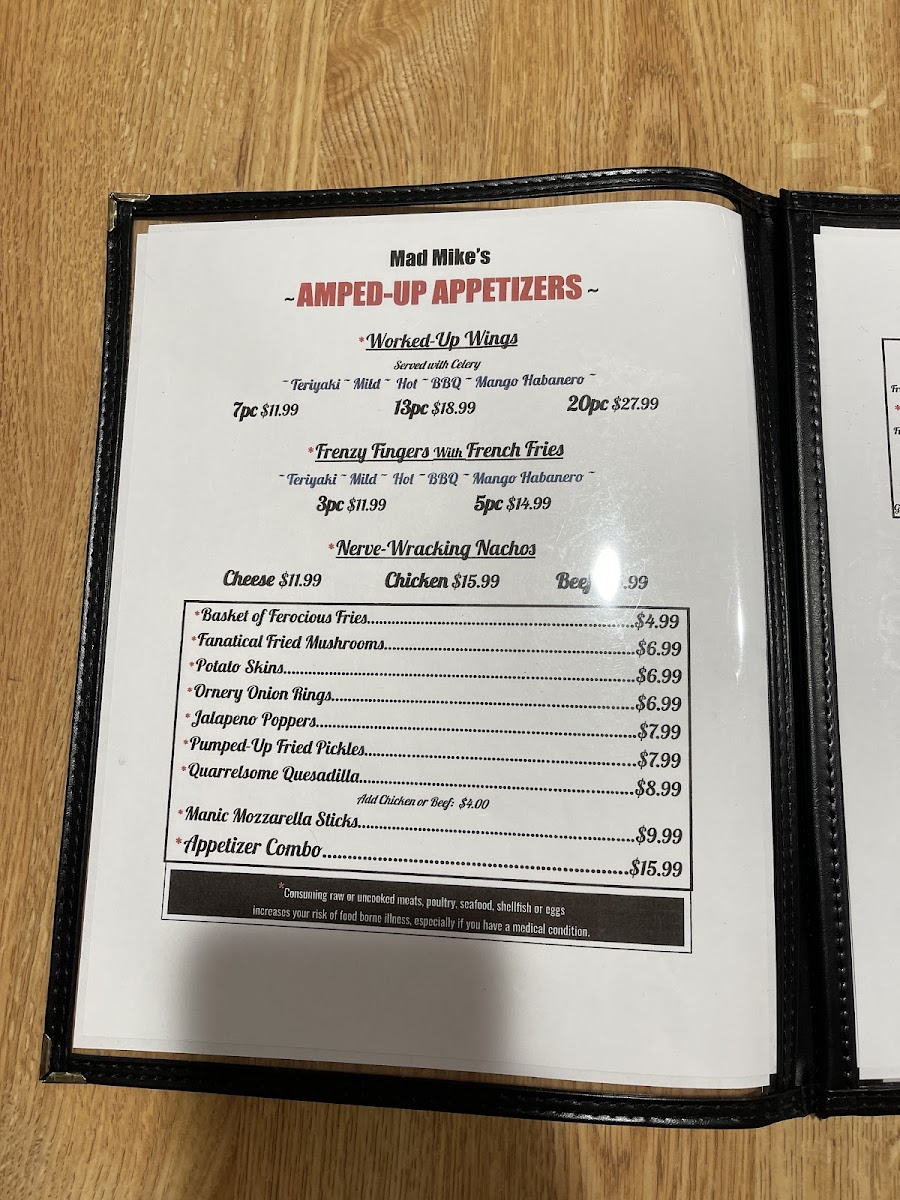 Mad Mike's
~AMPED-UP APPETIZERS~
*Worked-Up Wings
Served with Celery
~Teriyaki ~ Mild ~ Hot ~ BBQ ~ Mango Habanero ~
7pc $11.99 13pc $18.99 20pc $27.99
*Frenzy Fingers With French Fries
~Teriyaki ~ Mild ~ Hot ~ BBQ ~ Mango Habanero ~
3pc $11.99 5pc $14.99
*Nerve-Wracking Nachos
Cheese $11.99 Chicken $15.99 Beef .99
*Basket of Ferocious Fries........$4.99
*Fanatical Fried Mushrooms........$6.99
*Potato Skins........$6.99
*Ornery Onion Rings........$6.99
*Jalapeno Poppers........$7.99
*Pumped-Up Fried Pickles........$7.99
*Quarrelsome Quesadilla........$8.99
Add Chicken or Beef: $4.00
*Manic Mozzarella Sticks........$9.99
*Appetizer Combo........$15.99
*Consuming raw or uncooked meats, poultry, seafood, shellfish or eggs
increases your risk of food borne illness, especially if you have a medical condition.